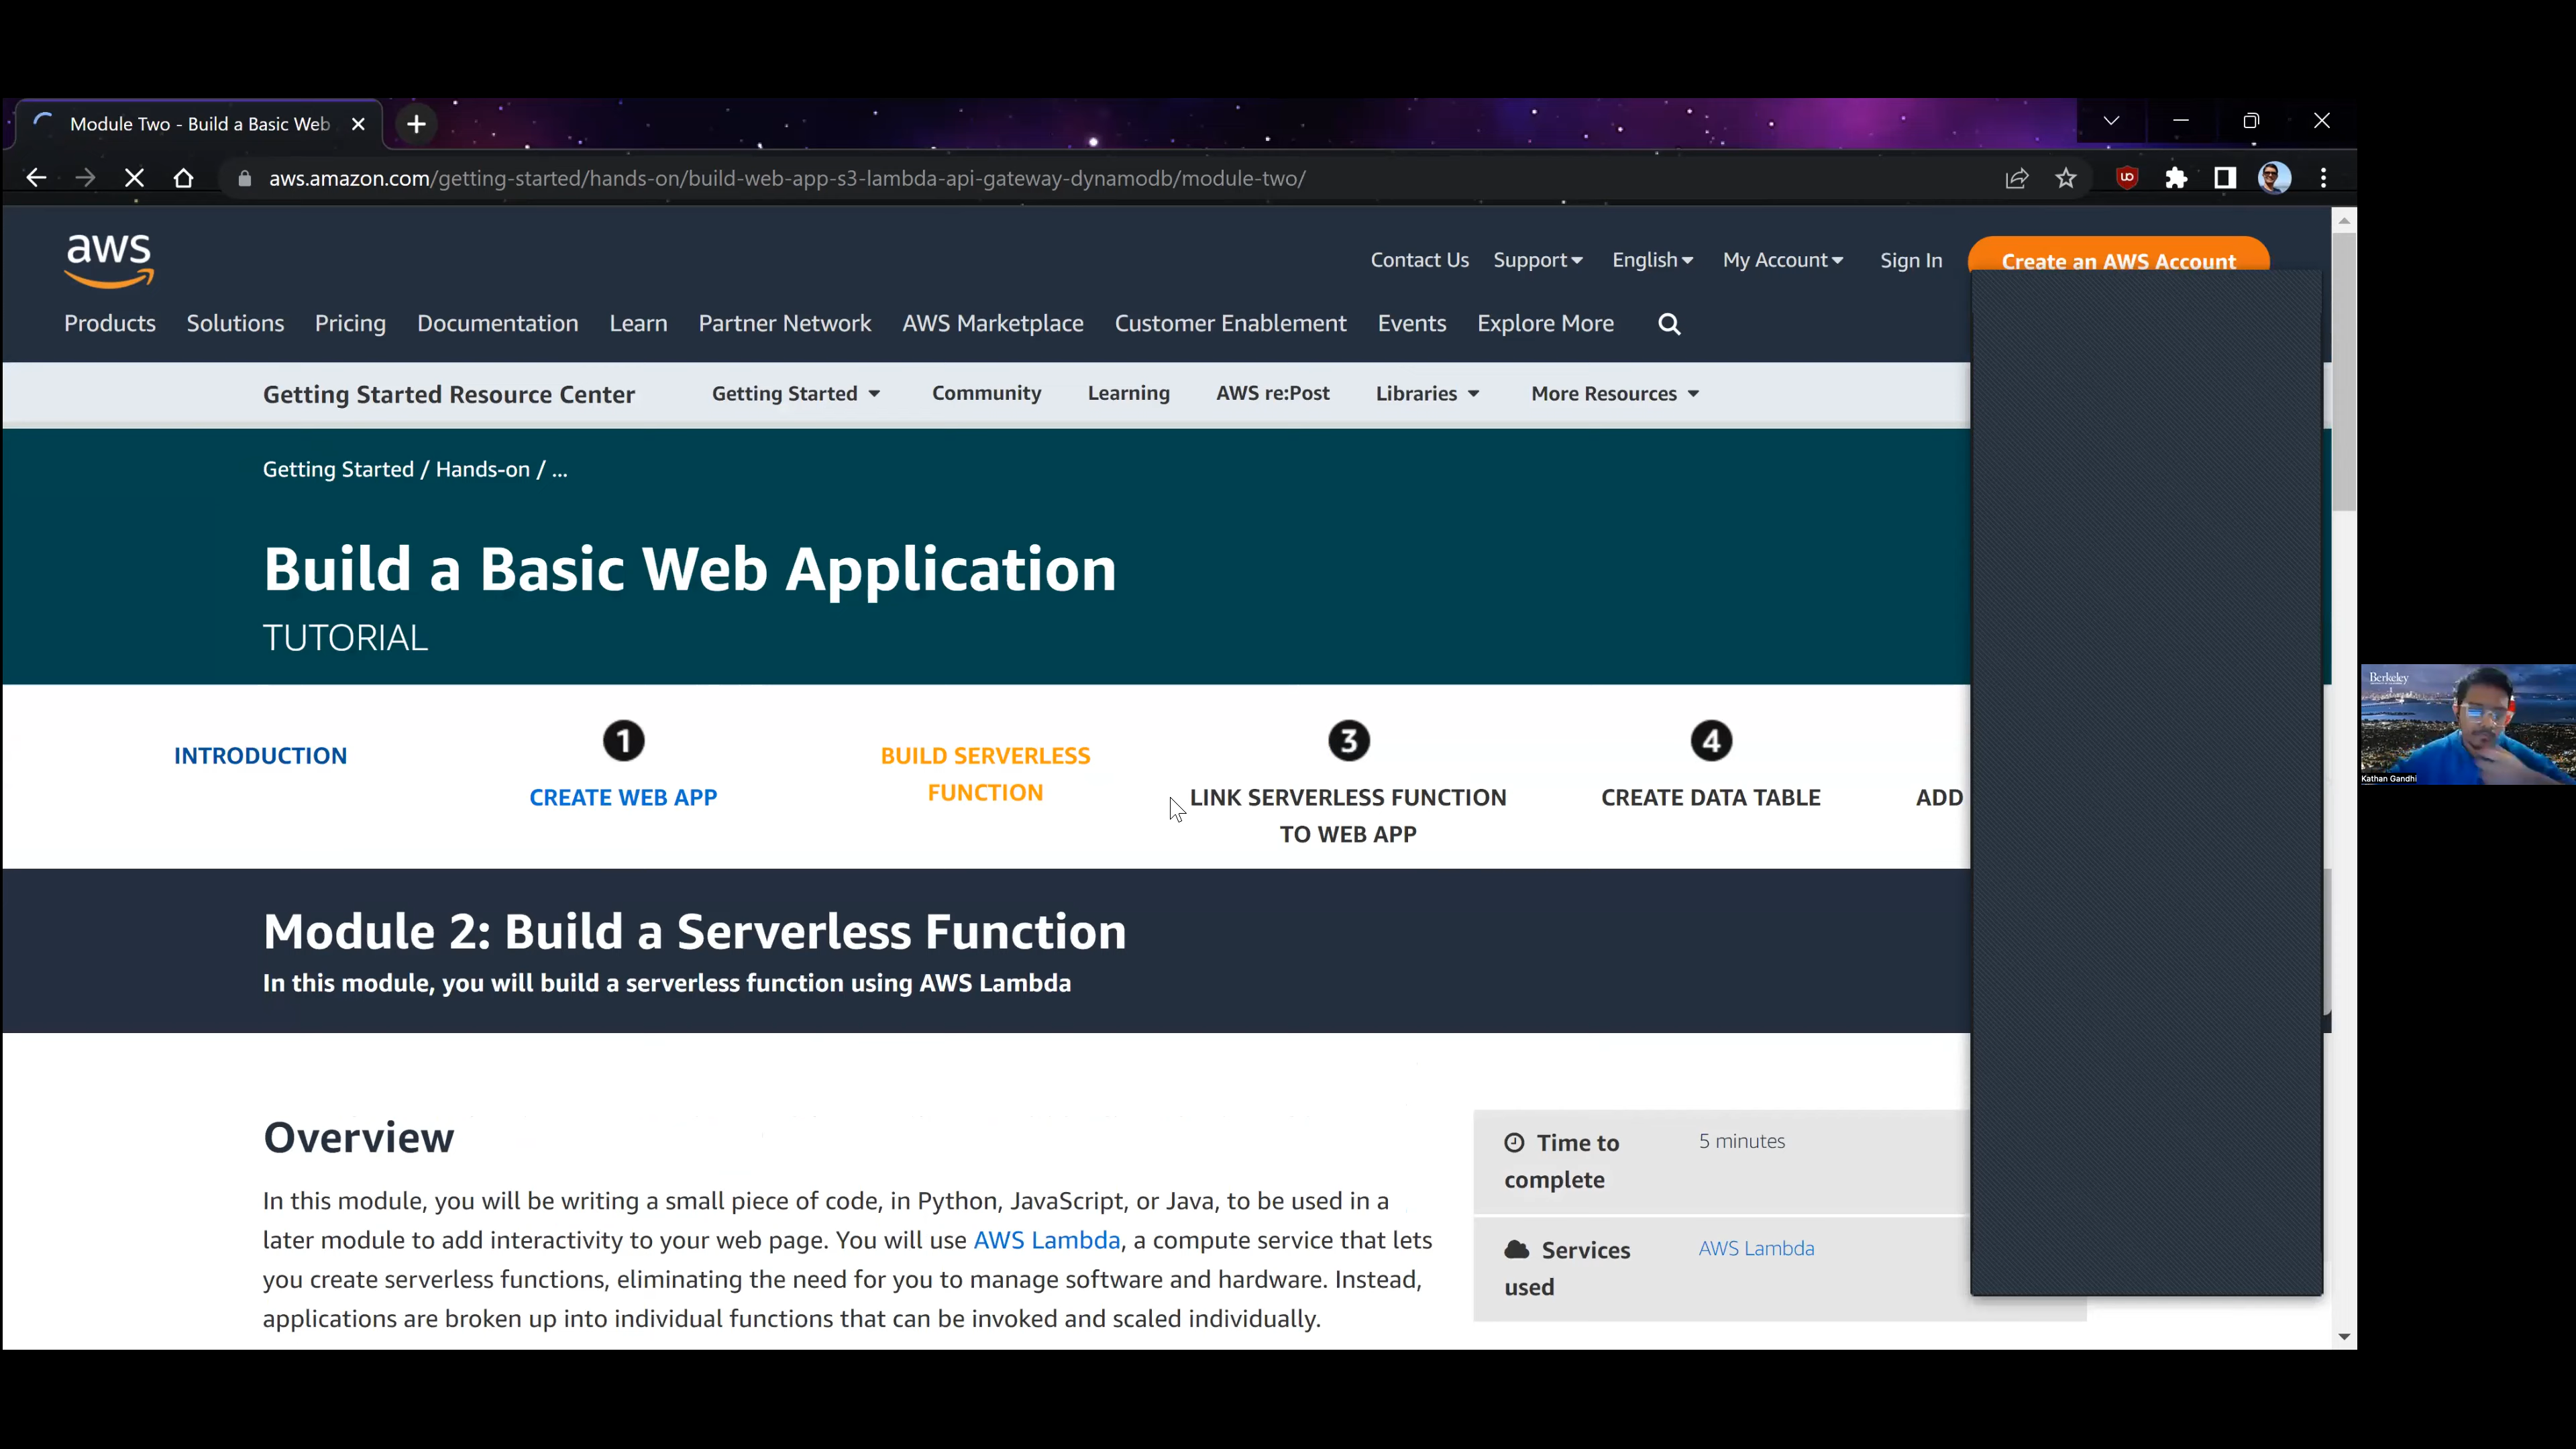 Module Two - Build a Basic Web
aws.amazon.com/getting-started/hands-on/build-web-app-s3-lambda-api-gateway-dynamodb/module-two/
aws
Contact Us Support English My Account Sign In Create an AWS Account
Products Solutions Pricing Documentation Learn Partner Network AWS Marketplace Customer Enablement Events Explore More
Getting Started Resource Center Getting Started Community Learning AWS re:Post Libraries More Resources
Getting Started / Hands-on / ...
Build a Basic Web Application
TUTORIAL
Berkeley
Kathan Gandhi
INTRODUCTION
1
CREATE WEB APP
BUILD SERVERLESS
FUNCTION
3
LINK SERVERLESS FUNCTION
TO WEB APP
4
CREATE DATA TABLE
ADD
Module 2: Build a Serverless Function
In this module, you will build a serverless function using AWS Lambda
Overview
In this module, you will be writing a small piece of code, in Python, JavaScript, or Java, to be used in a
later module to add interactivity to your web page. You will use AWS Lambda, a compute service that lets
you create serverless functions, eliminating the need for you to manage software and hardware. Instead,
applications are broken up into individual functions that can be invoked and scaled individually.
Time to
complete
5 minutes
Services
used
AWS Lambda